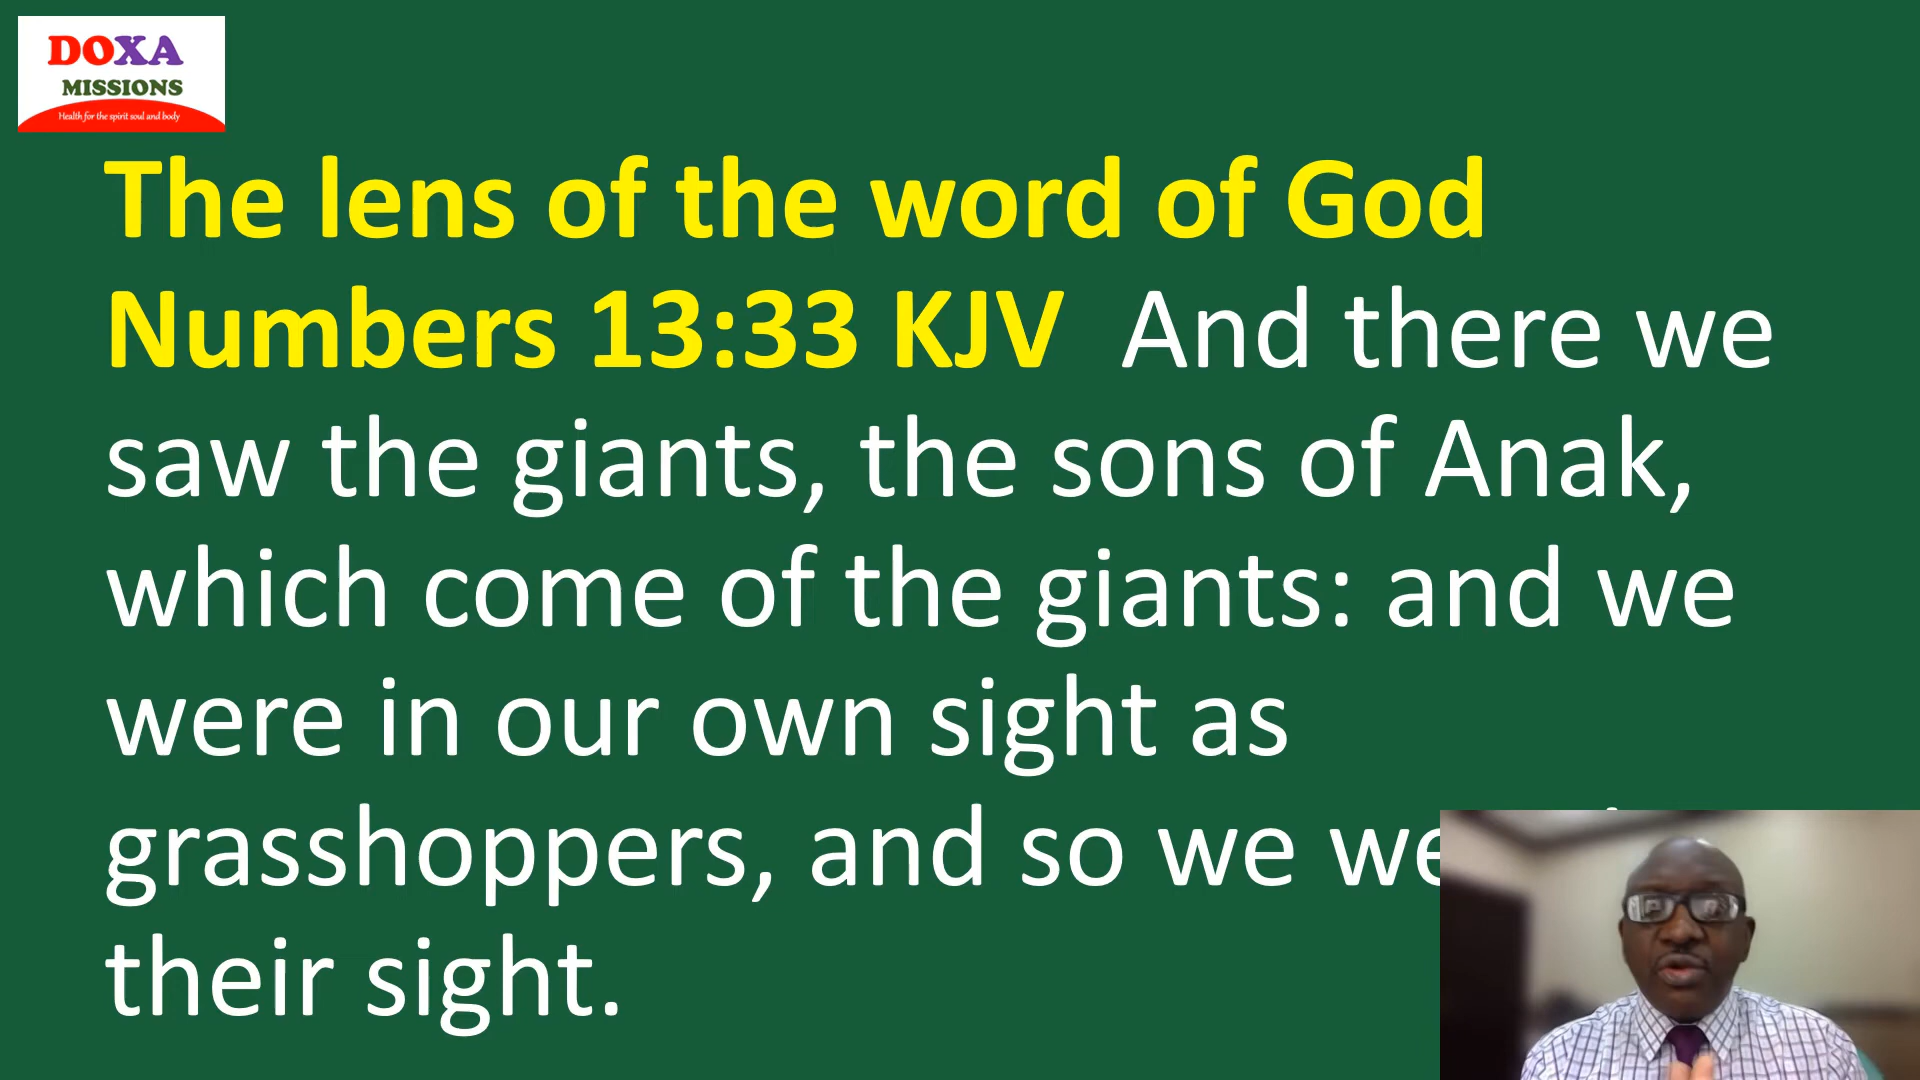 DOXA
MISSIONS
Health for the spirit soul and body
The lens of the word of God
Numbers 13:33 KJV And there we
saw the giants, the sons of Anak,
which come of the giants: and we
were in our own sight as
grasshoppers, and so we
their sight.